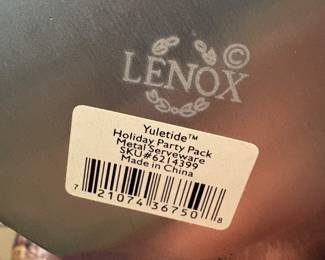 ©
LENOX
Yuletide™
Holiday Party Pack
Metal Serveware
SKU#6214399
Made in China
7 21074 36750 8